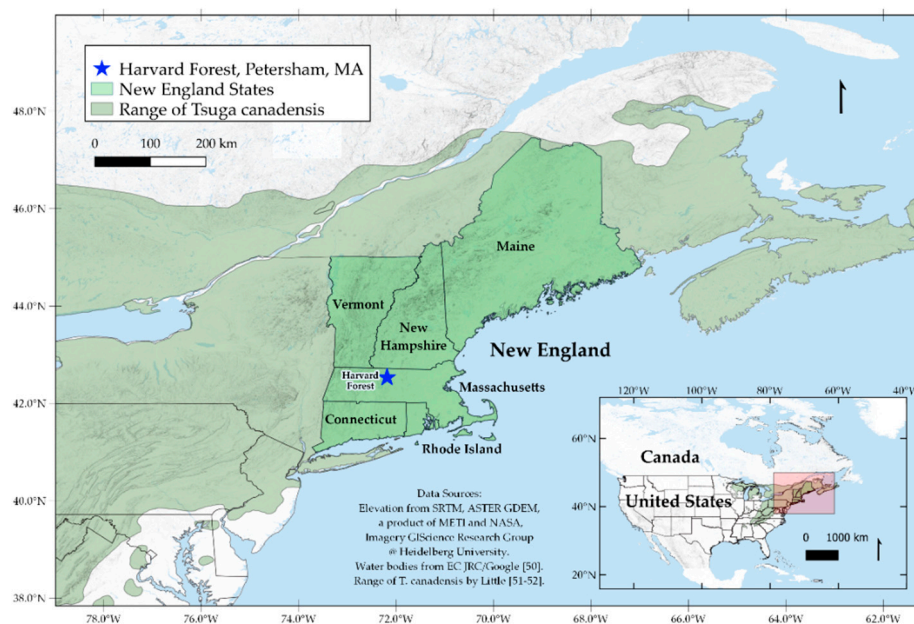 Harvard Forest, Petersham, MA
New England States
Range of Tsuga canadensis
0 100 200 km
48.0°N
46.0°N
44.0°N
42.0°N
40.0°N
38.0°N
Maine
Vermont
New
Hampshire
New England
Harvard
Forest
Massachusetts
Connecticut
Rhode Island
Data Sources:
Elevation from SRTM, ASTER GDEM,
a product of METI and NASA,
Imagery GIScience Research Group
@ Heidelberg University.
Water bodies from EC JRC/Google [50].
Range of T. canadensis by Little [51-52].
120°W 100°W 80°W 60°W 40°W
60°N
40°N
20°N
Canada
United States
0 1000 km
78.0°W 76.0°W 74.0°W 72.0°W 70.0°W 68.0°W 66.0°W 64.0°W 62.0°W